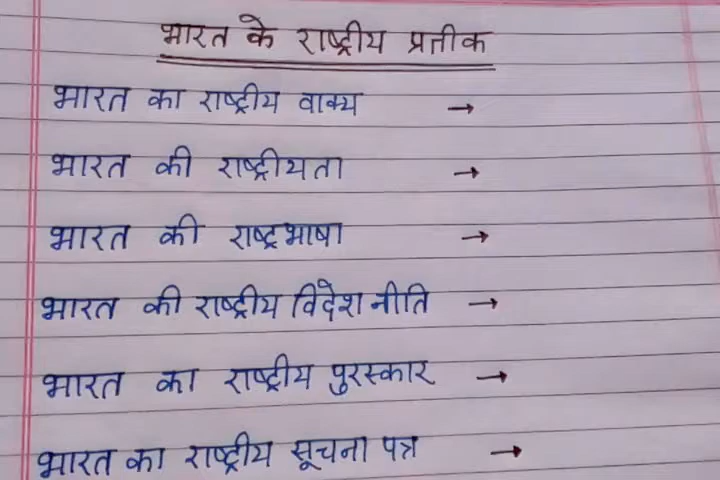 भारत के राष्ट्रीय प्रतीक
भारत का राष्ट्रीय वाक्य →
भारत की राष्ट्रीयता →
भारत की राष्ट्रभाषा →
भारत की राष्ट्रीय विदेश नीति →
भारत का राष्ट्रीय पुरस्कार →
भारत का राष्ट्रीय सूचना पत्र →